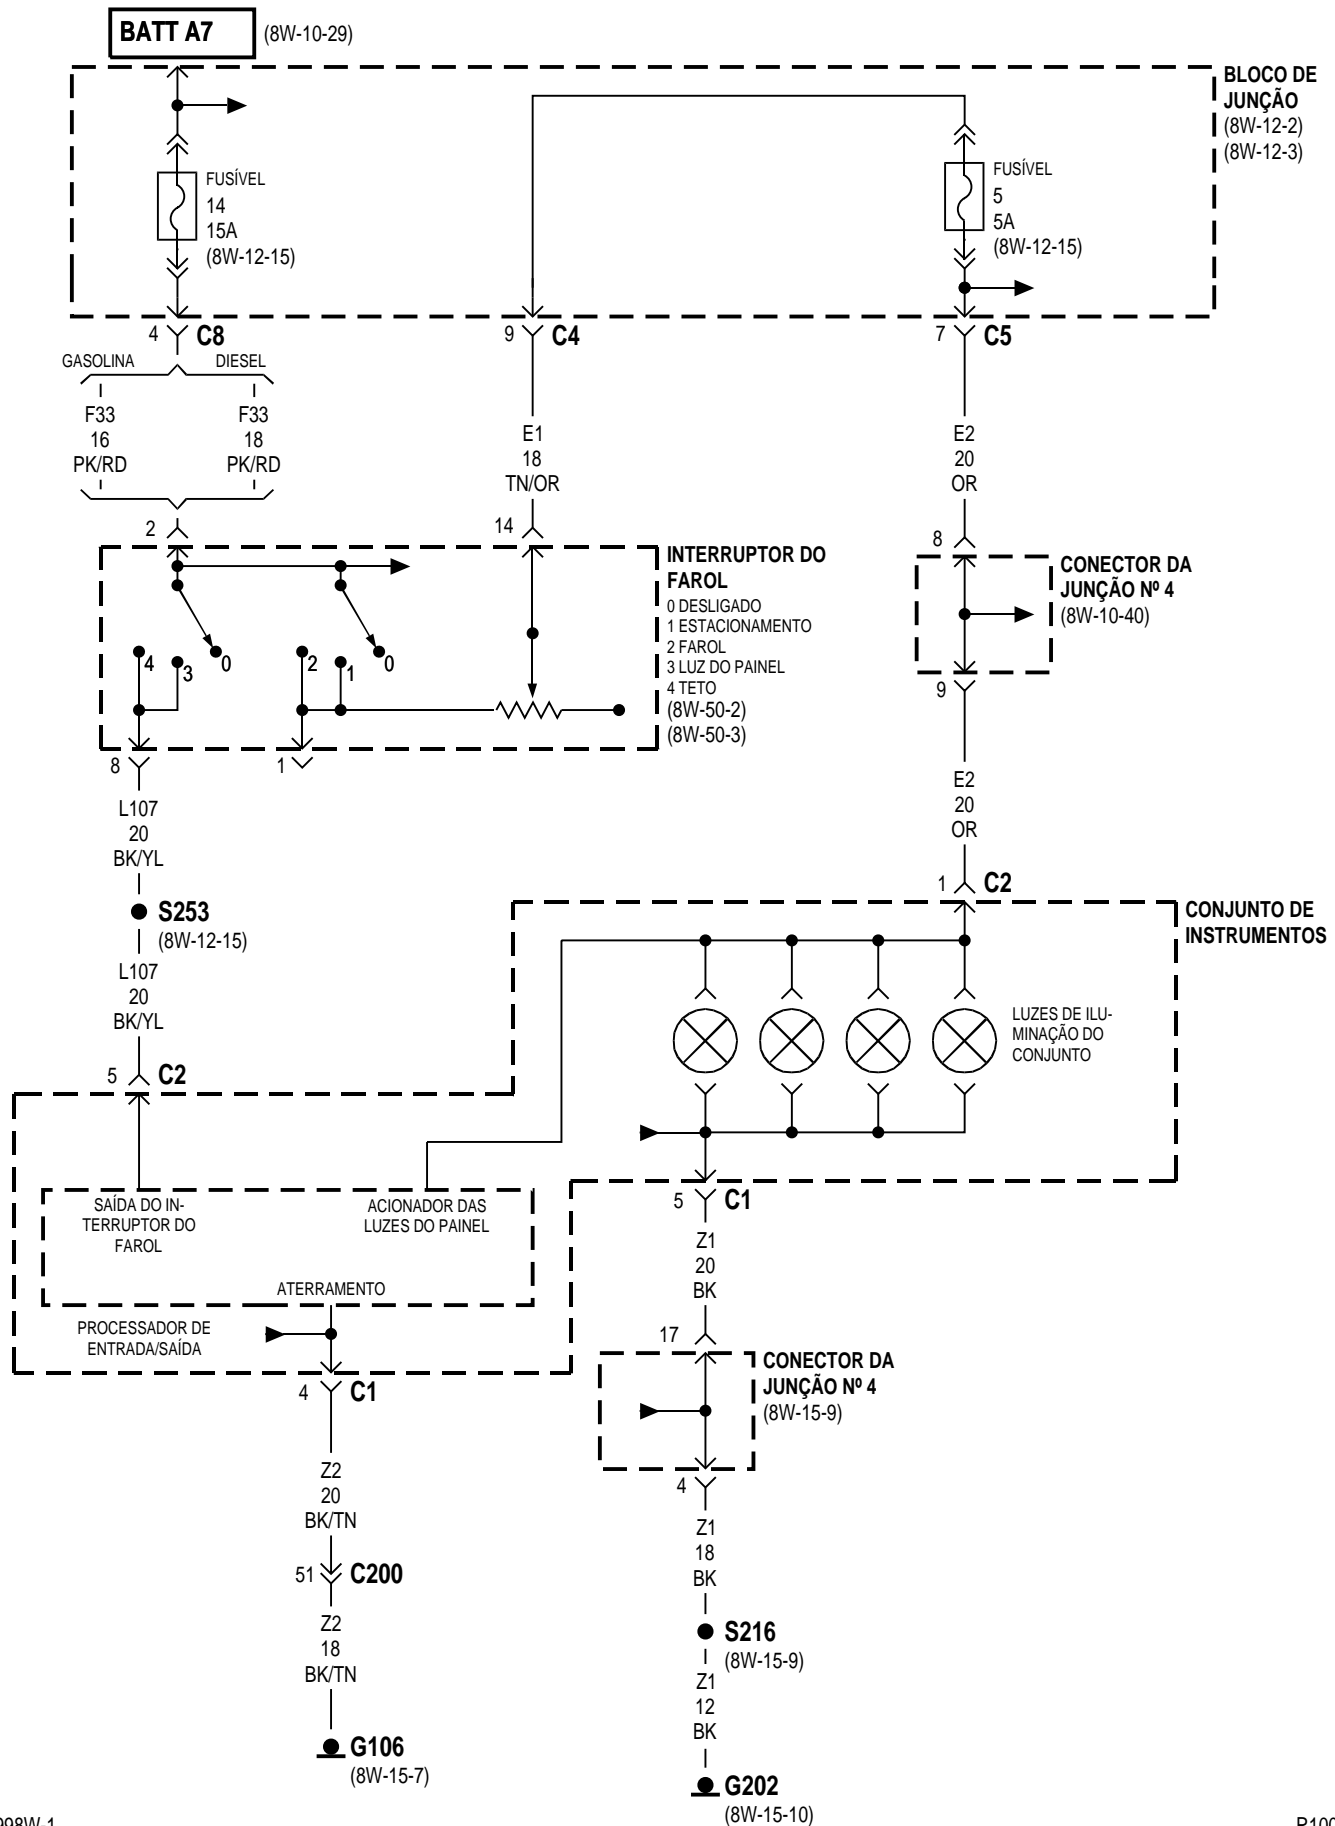 BATT A7
(8W-10-29)
BLOCO DE
JUNÇÃO
(8W-12-2)
(8W-12-3)
FUSÍVEL
14
15A
(8W-12-15)
FUSÍVEL
5
5A
(8W-12-15)
4
C8
9
C4
7
C5
GASOLINA
DIESEL
F33
16
PK/RD
F33
18
PK/RD
E1
18
TN/OR
E2
20
OR
2
14
8
INTERRUPTOR DO
FAROL
0 DESLIGADO
1 ESTACIONAMENTO
2 FAROL
3 LUZ DO PAINEL
4 TETO
(8W-50-2)
(8W-50-3)
4
3
0
2
1
0
CONECTOR DA
JUNÇÃO Nº 4
(8W-10-40)
9
8
1
L107
20
BK/YL
E2
20
OR
S253
(8W-12-15)
L107
20
BK/YL
1
C2
CONJUNTO DE
INSTRUMENTOS
LUZES DE ILU-
MINAÇÃO DO
CONJUNTO
5
C2
SAÍDA DO IN-
TERRUPTOR DO
FAROL
ACIONADOR DAS
LUZES DO PAINEL
ATERRAMENTO
PROCESSADOR DE
ENTRADA/SAÍDA
5
C1
Z1
20
BK
17
CONECTOR DA
JUNÇÃO Nº 4
(8W-15-9)
4
C1
Z2
20
BK/TN
4
Z1
18
BK
51
C200
Z2
18
BK/TN
S216
(8W-15-9)
Z1
12
BK
G106
(8W-15-7)
G202
(8W-15-10)